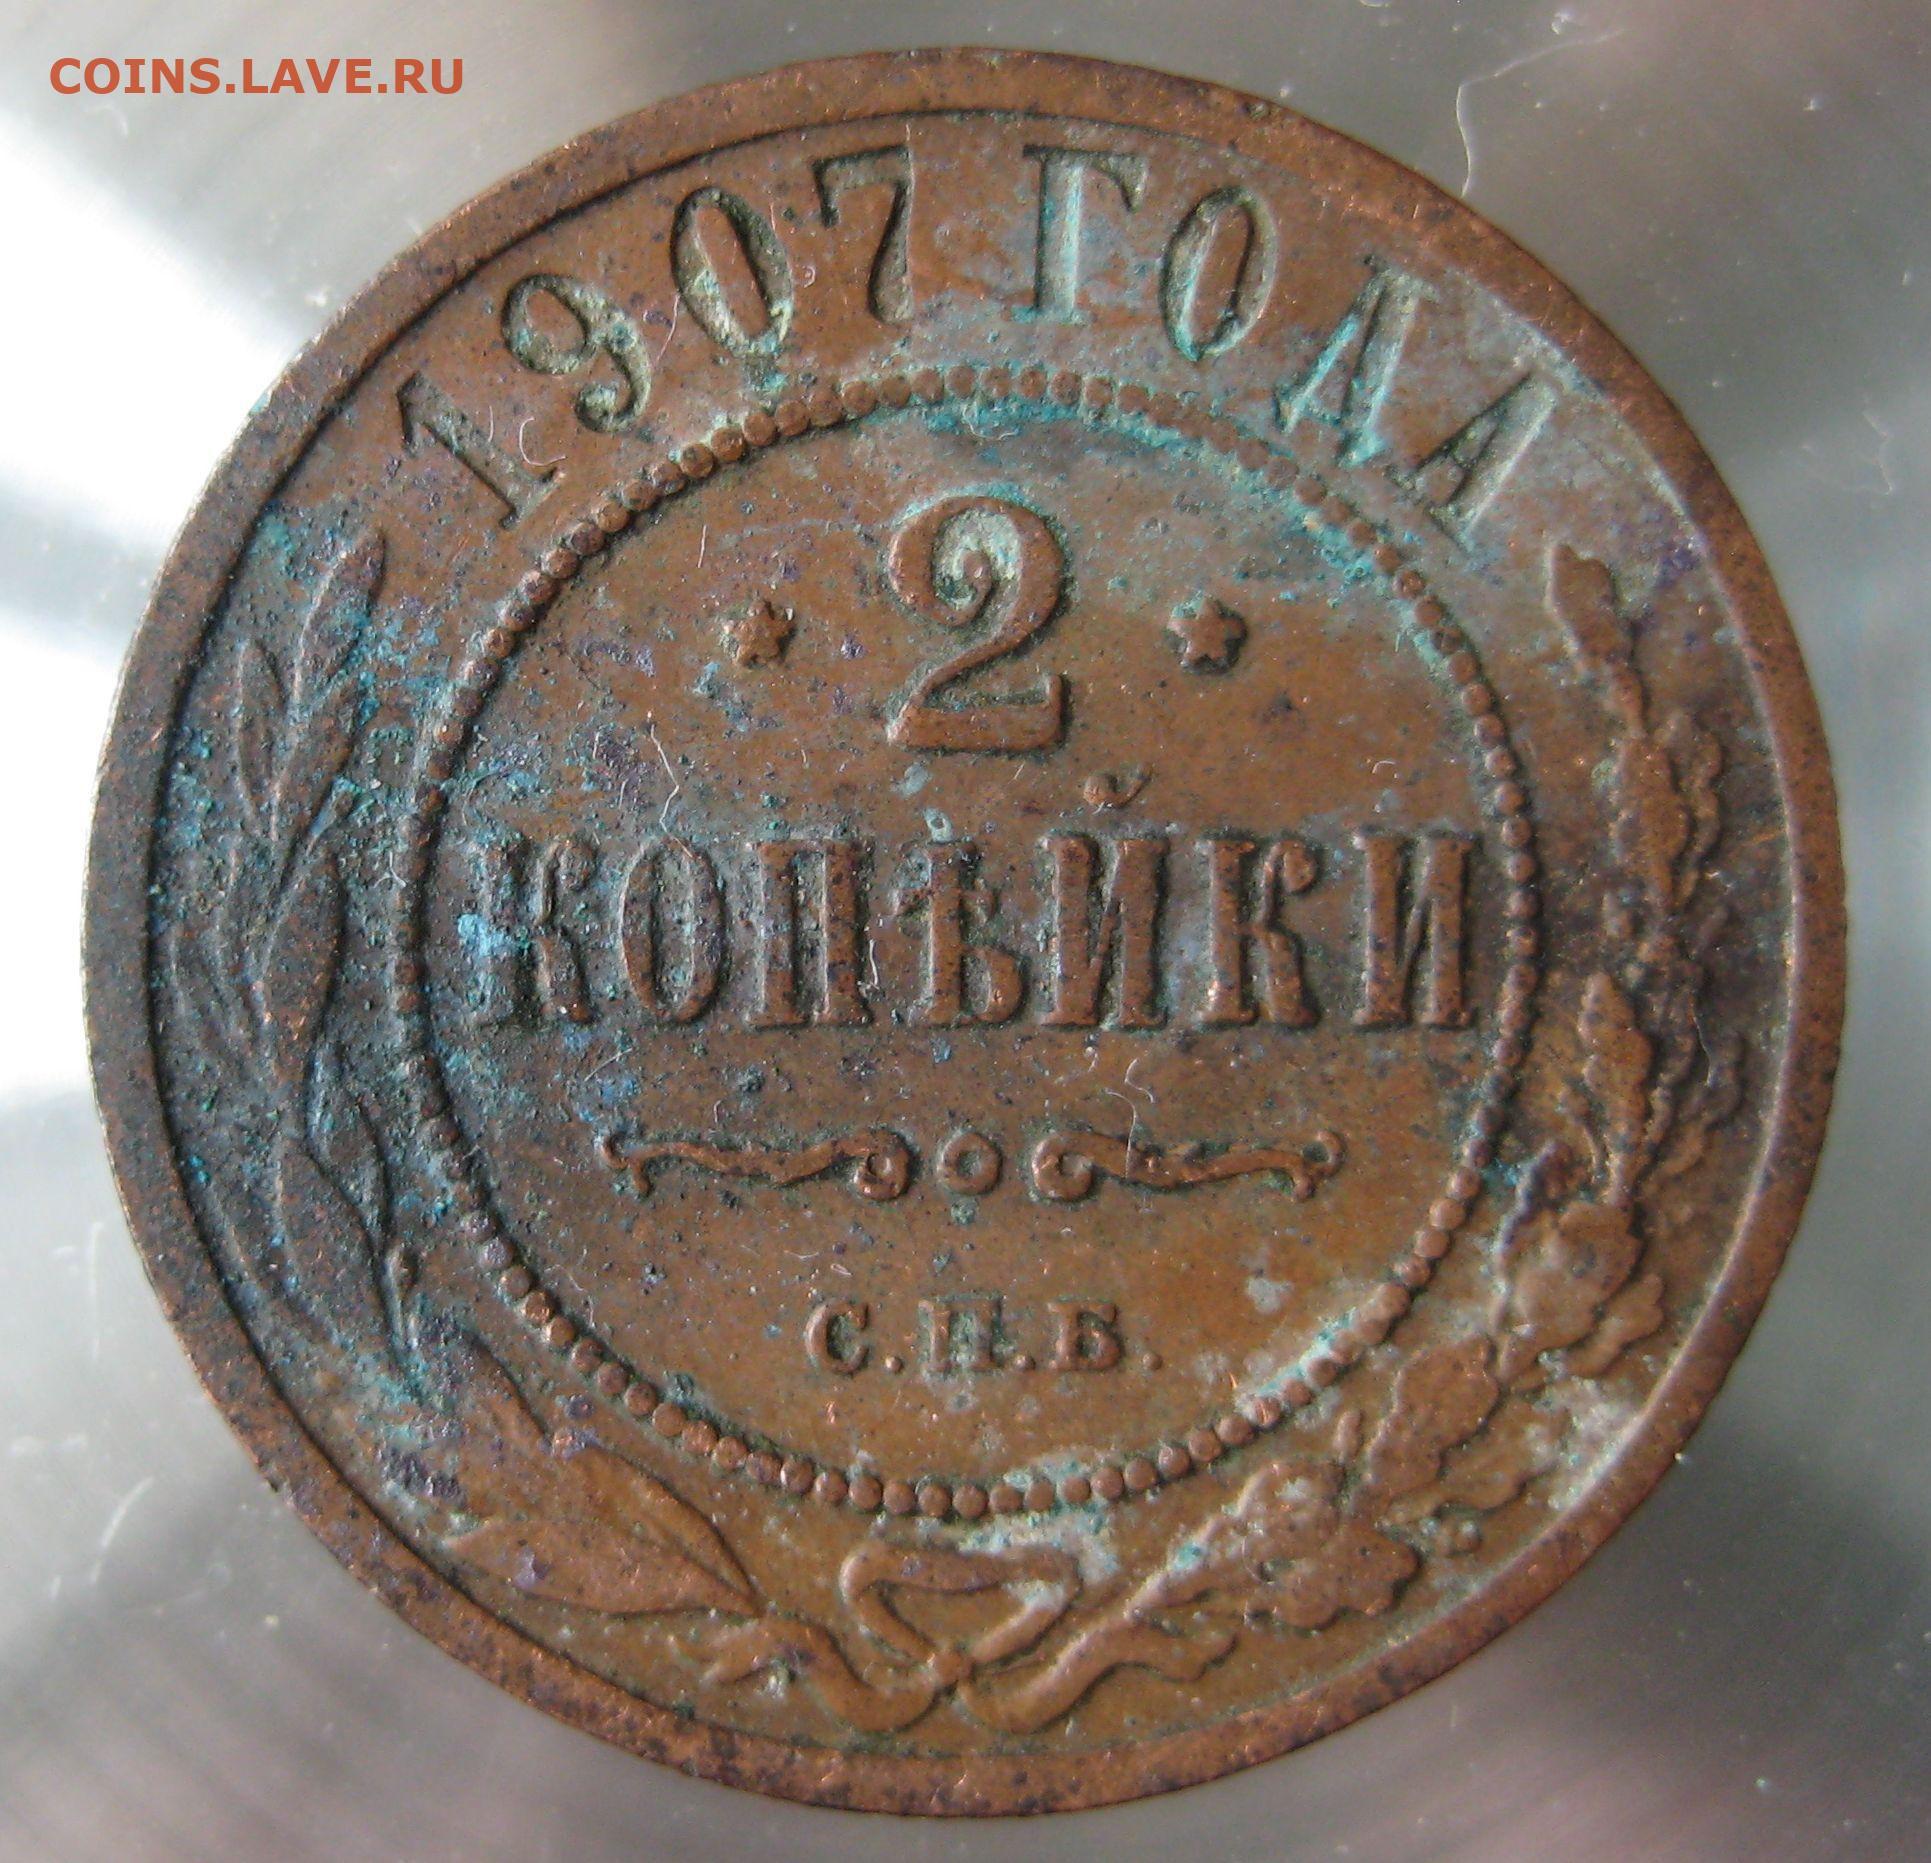 COINS.LAVE.RU
1907 ГОДА
2
КОПѢЙКИ
С.П.Б.